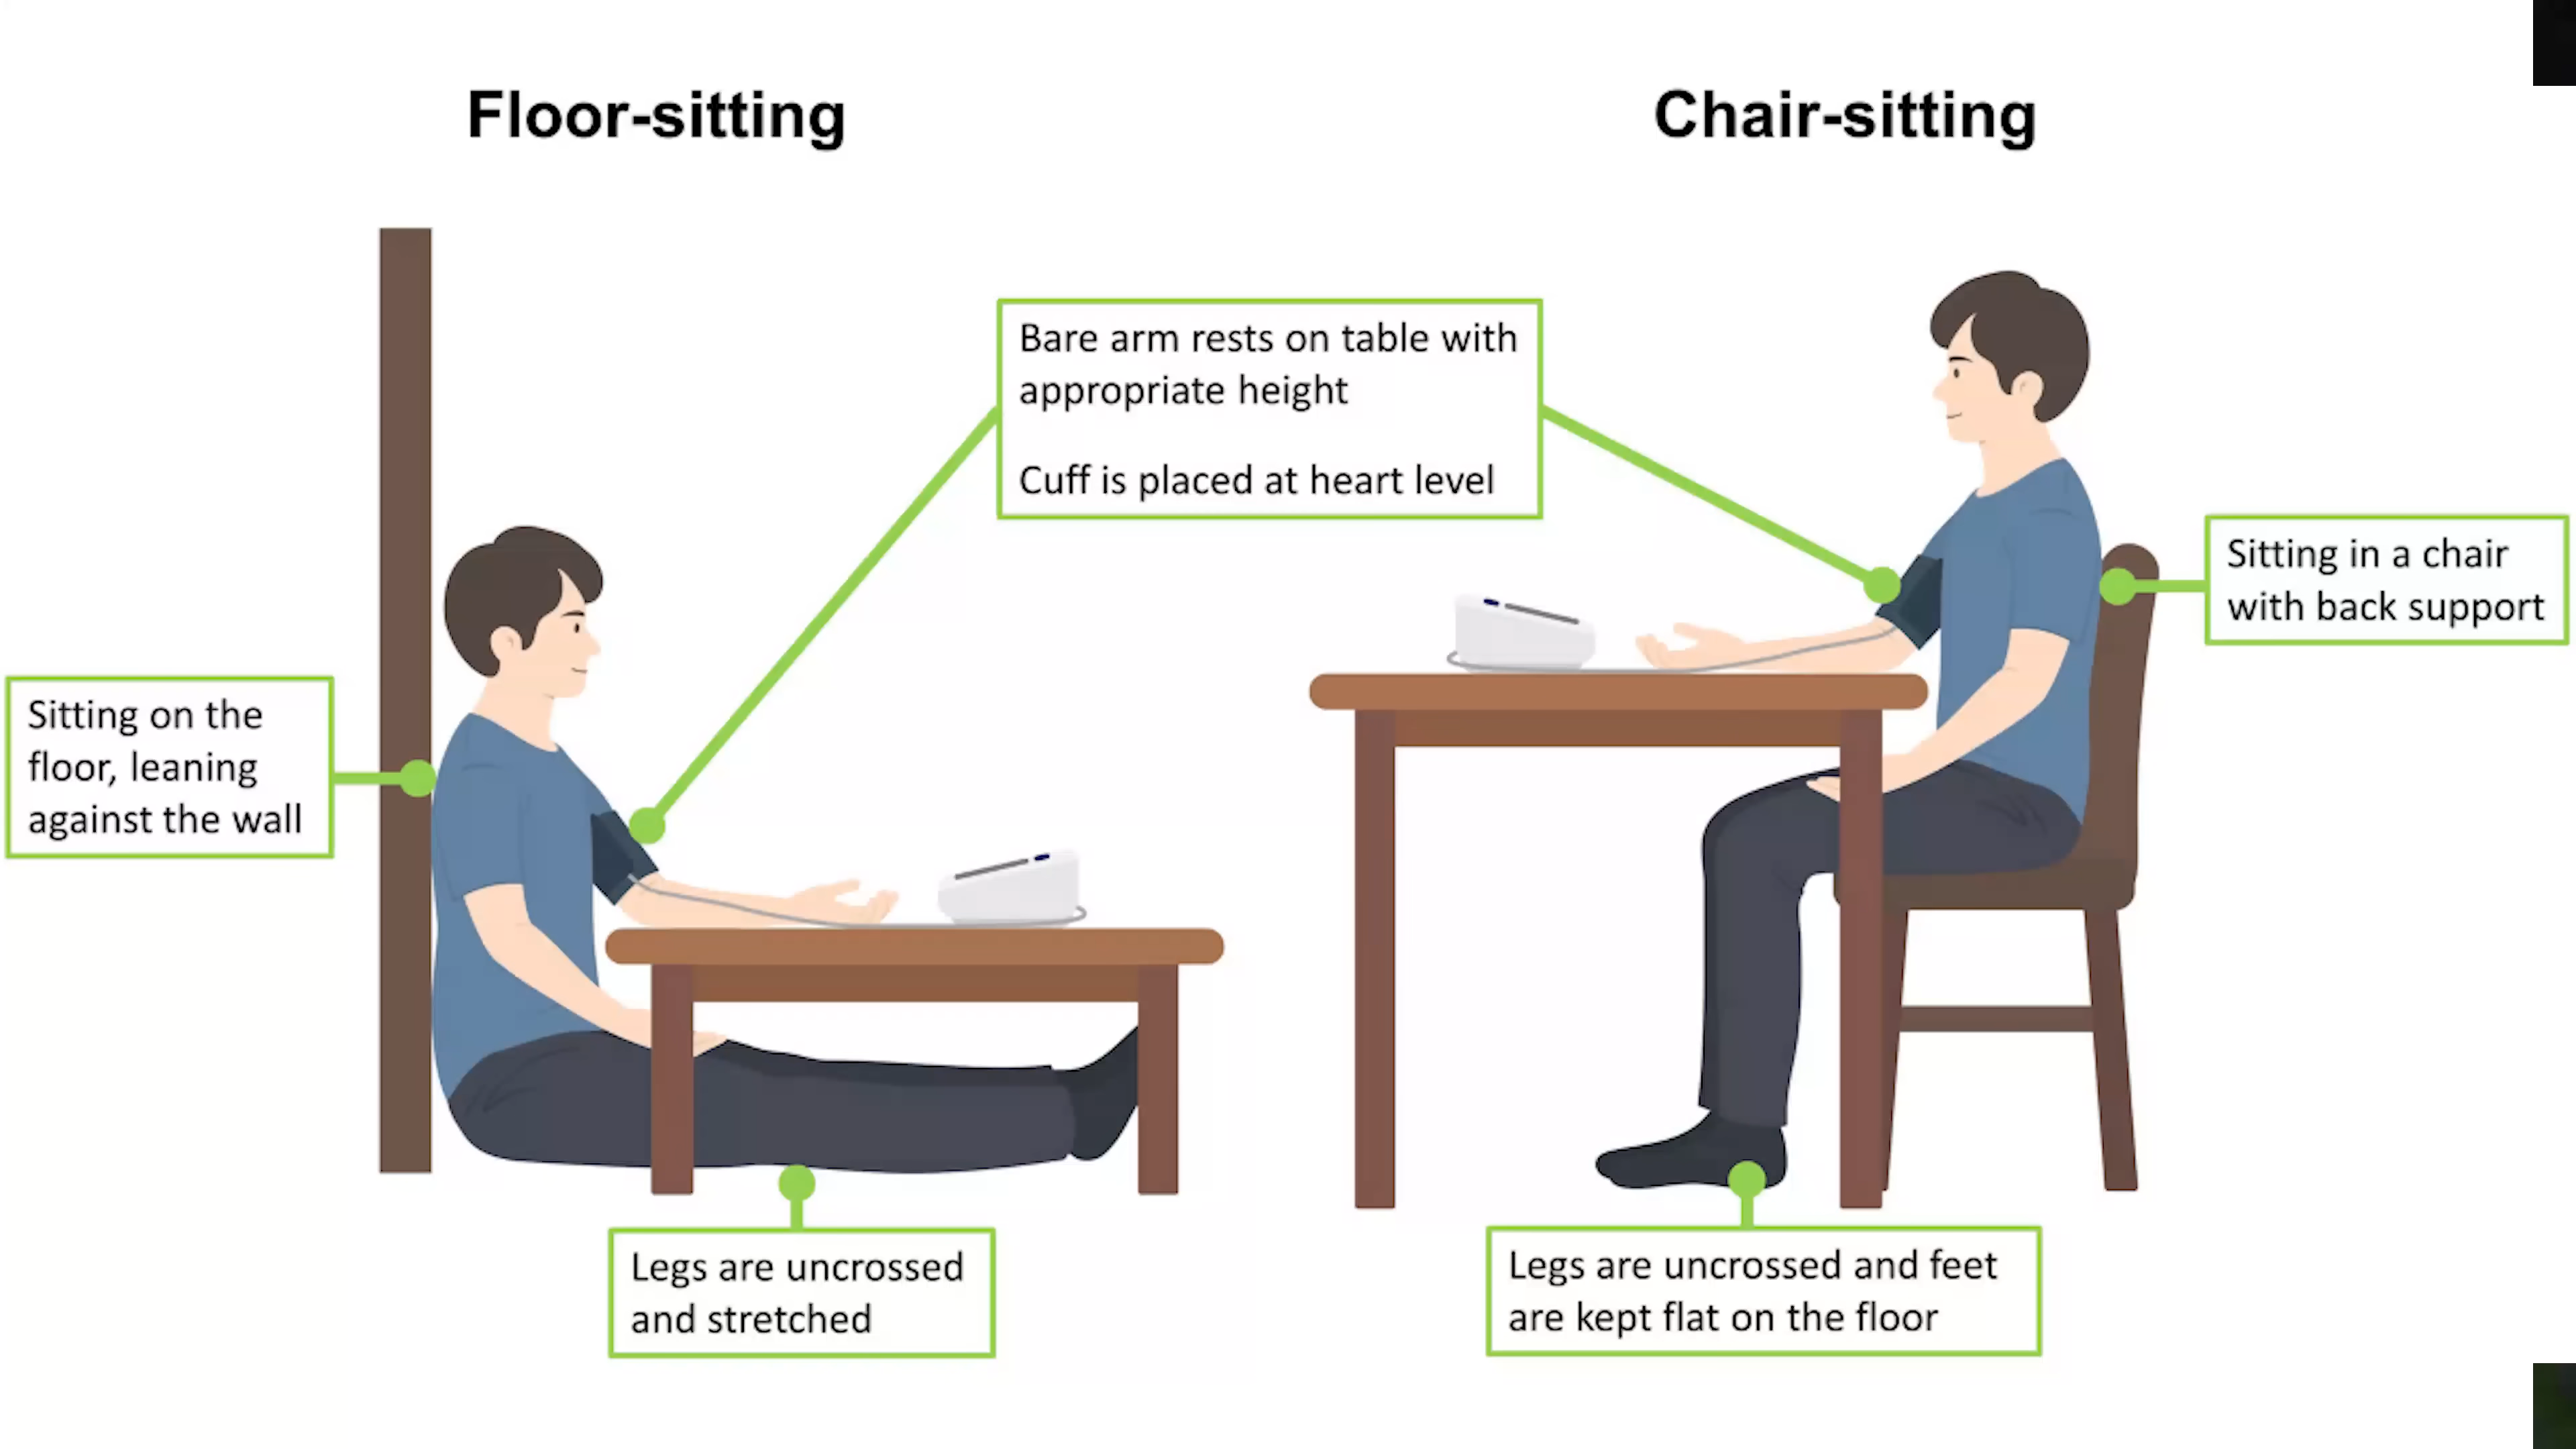 Floor-sitting
Chair-sitting
Bare arm rests on table with
appropriate height
Cuff is placed at heart level
Sitting in a chair
with back support
Sitting on the
floor, leaning
against the wall
Legs are uncrossed
and stretched
Legs are uncrossed and feet
are kept flat on the floor